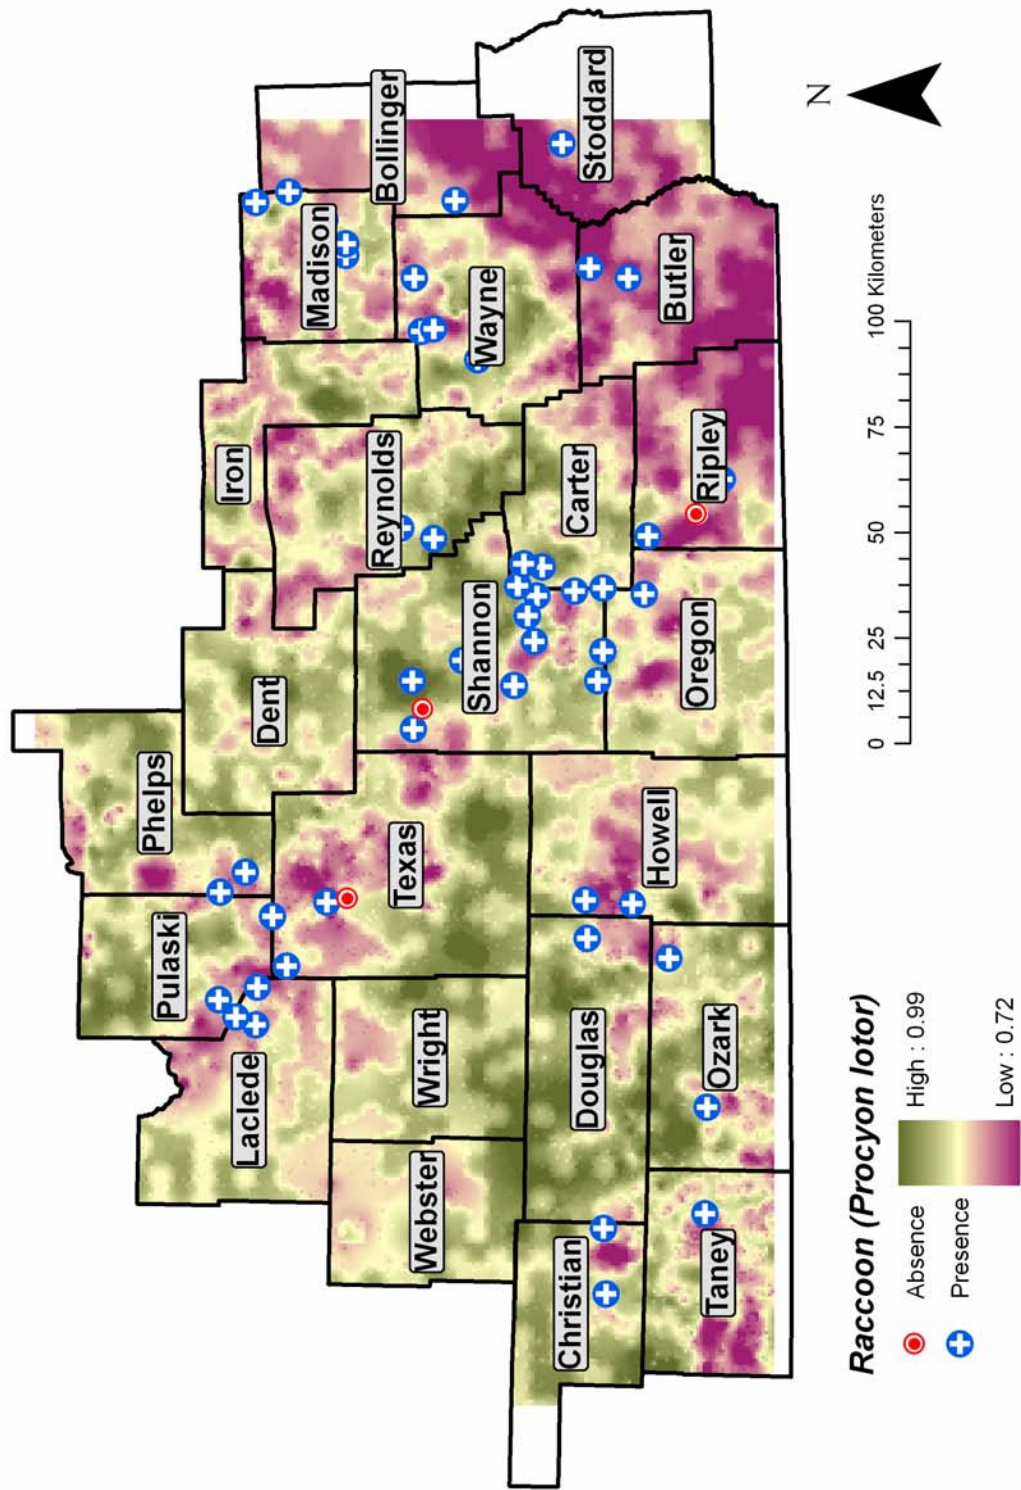 Phelps
Pulaski
Iron
Madison
Bollinger
Laclede
Dent
Reynolds
Texas
Webster
Wright
Shannon
Wayne
Christian
Douglas
Carter
Stoddard
Howell
Taney
Ozark
Oregon
Ripley
Butler
N
Raccoon (Procyon lotor)
Absence
Presence
High : 0.99
Low : 0.72
0 12.5 25 50 75 100 Kilometers